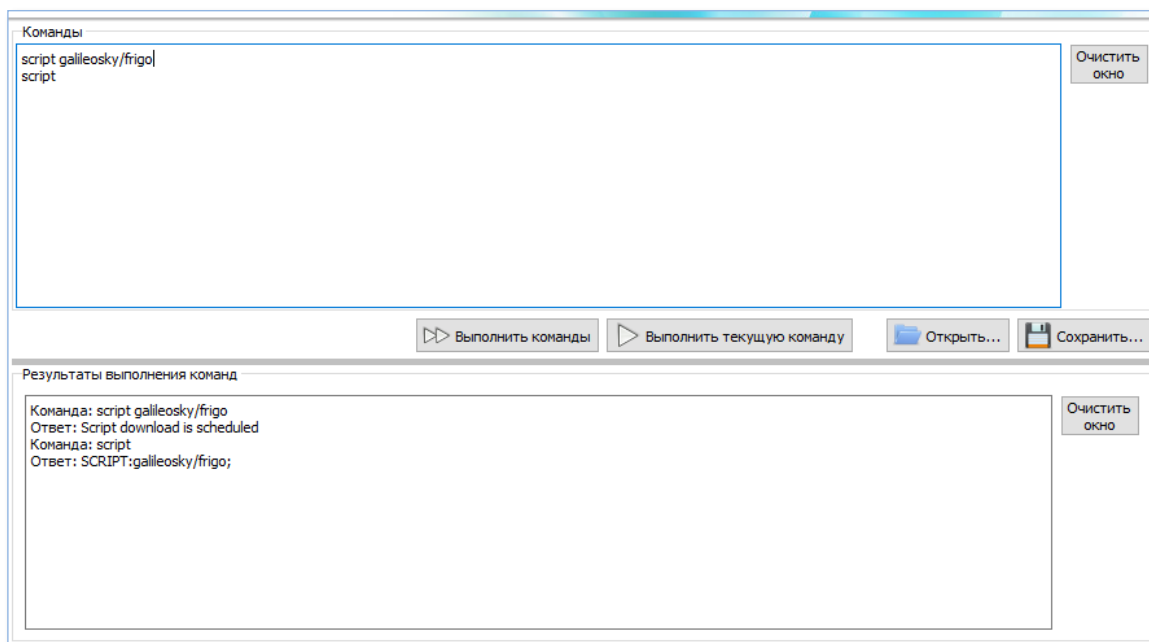 Команды
script galileosky/frigo
script
Очистить
окно
Выполнить команды
Выполнить текущую команду
Открыть...
Сохранить...
Результаты выполнения команд
Команда: script galileosky/frigo
Ответ: Script download is scheduled
Команда: script
Ответ: SCRIPT:galileosky/frigo;
Очистить
окно